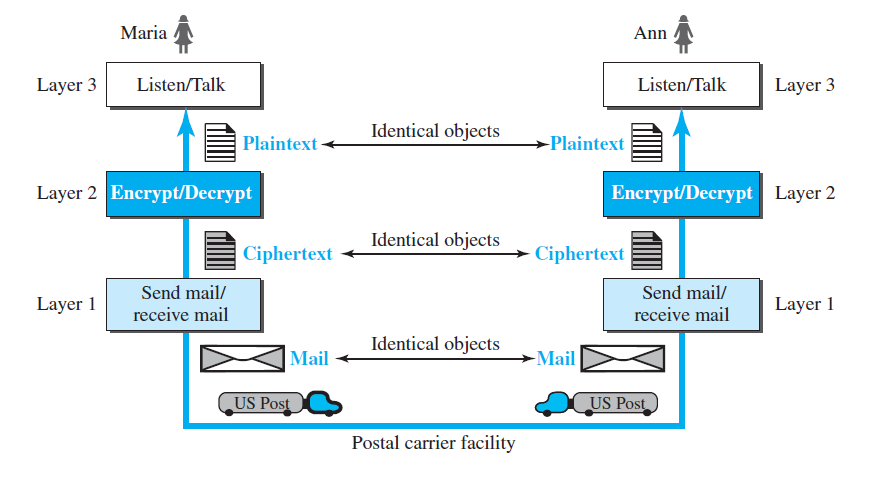 Maria
Ann
Layer 3
Listen/Talk
Listen/Talk
Layer 3
Identical objects
Plaintext
Plaintext
Layer 2
Encrypt/Decrypt
Encrypt/Decrypt
Layer 2
Identical objects
Ciphertext
Ciphertext
Layer 1
Send mail/
receive mail
Send mail/
receive mail
Layer 1
Identical objects
Mail
Mail
US Post
US Post
Postal carrier facility